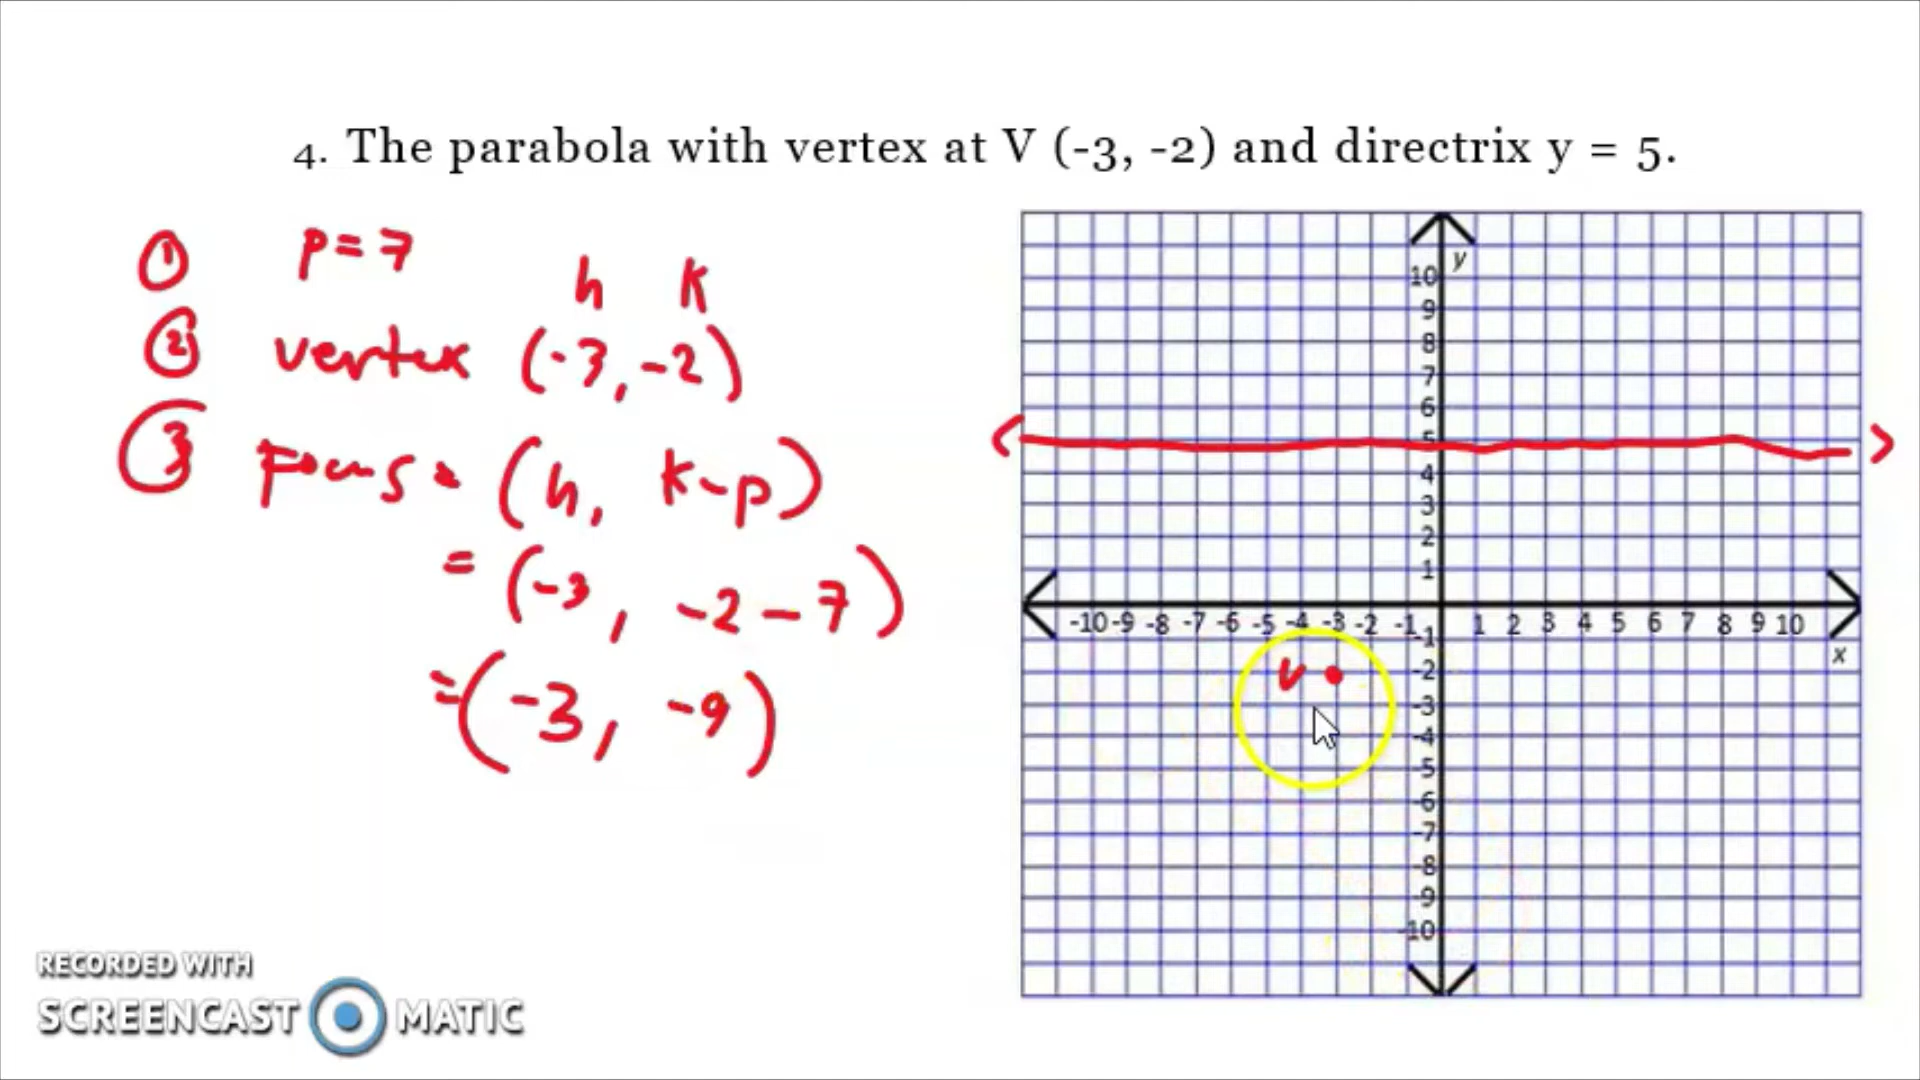 4. The parabola with vertex at V (-3, -2) and directrix y = 5.
① p = 7
h k
② vertex (-3, -2)
③ Focus = (h, k-p)
= (-3, -2-7)
= (-3, -9)
y
10
9
8
7
6
5
4
3
2
1
-10 -9 -8 -7 -6 -5 -4 -3 -2 -1 1 2 3 4 5 6 7 8 9 10
x
-1
V -2
-3
-4
-5
-6
-7
-8
-9
-10
RECORDED WITH
SCREENCAST MATIC